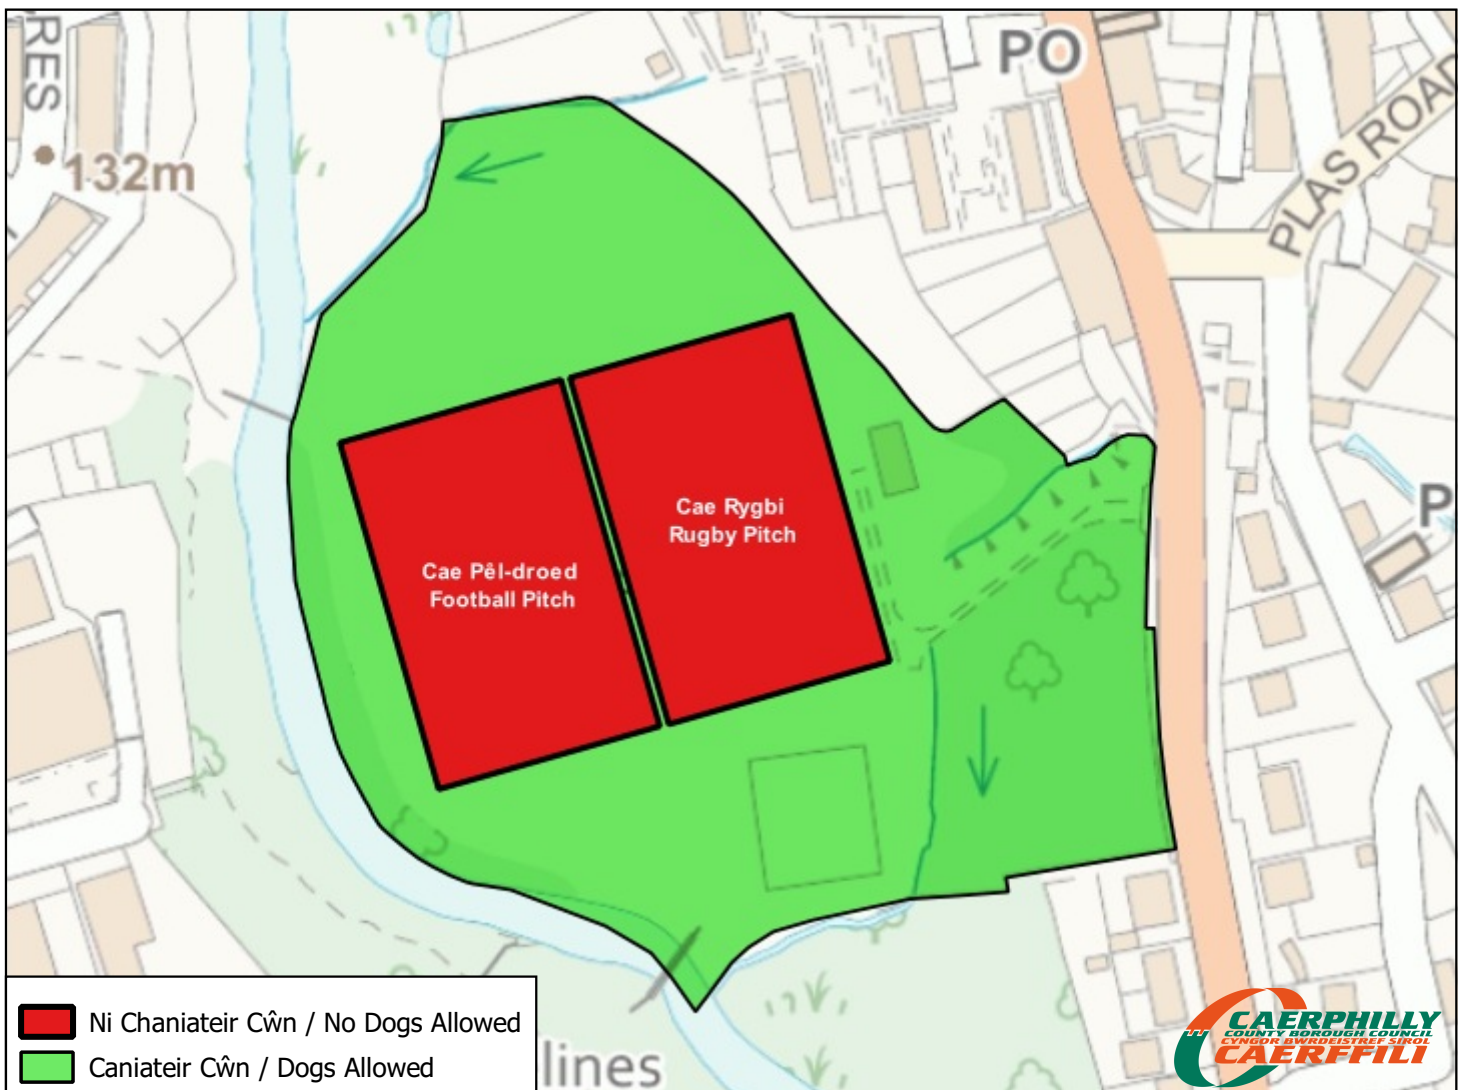 RES
PO
132m
PLAS ROAD
P
Cae Rygbi
Rugby Pitch
Cae Pêl-droed
Football Pitch
Ni Chaniateir Cŵn / No Dogs Allowed
Caniateir Cŵn / Dogs Allowed
lines
CAERPHILLY
COUNTY BOROUGH COUNCIL
CYNGOR BWRDEISTREF SIROL
CAERFFILI